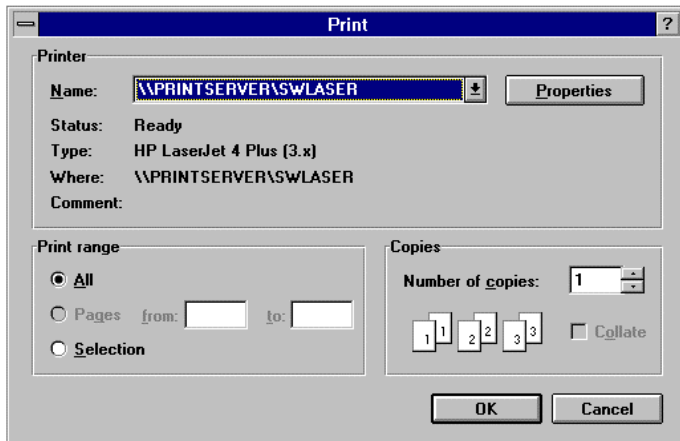 Print ?
Printer
Name: \\PRINTSERVER\SWLASER Properties
Status: Ready
Type: HP LaserJet 4 Plus (3.x)
Where: \\PRINTSERVER\SWLASER
Comment:
Print range
All
Pages from: to:
Selection
Copies
Number of copies: 1
1 1 2 2 3 3 Collate
OK Cancel